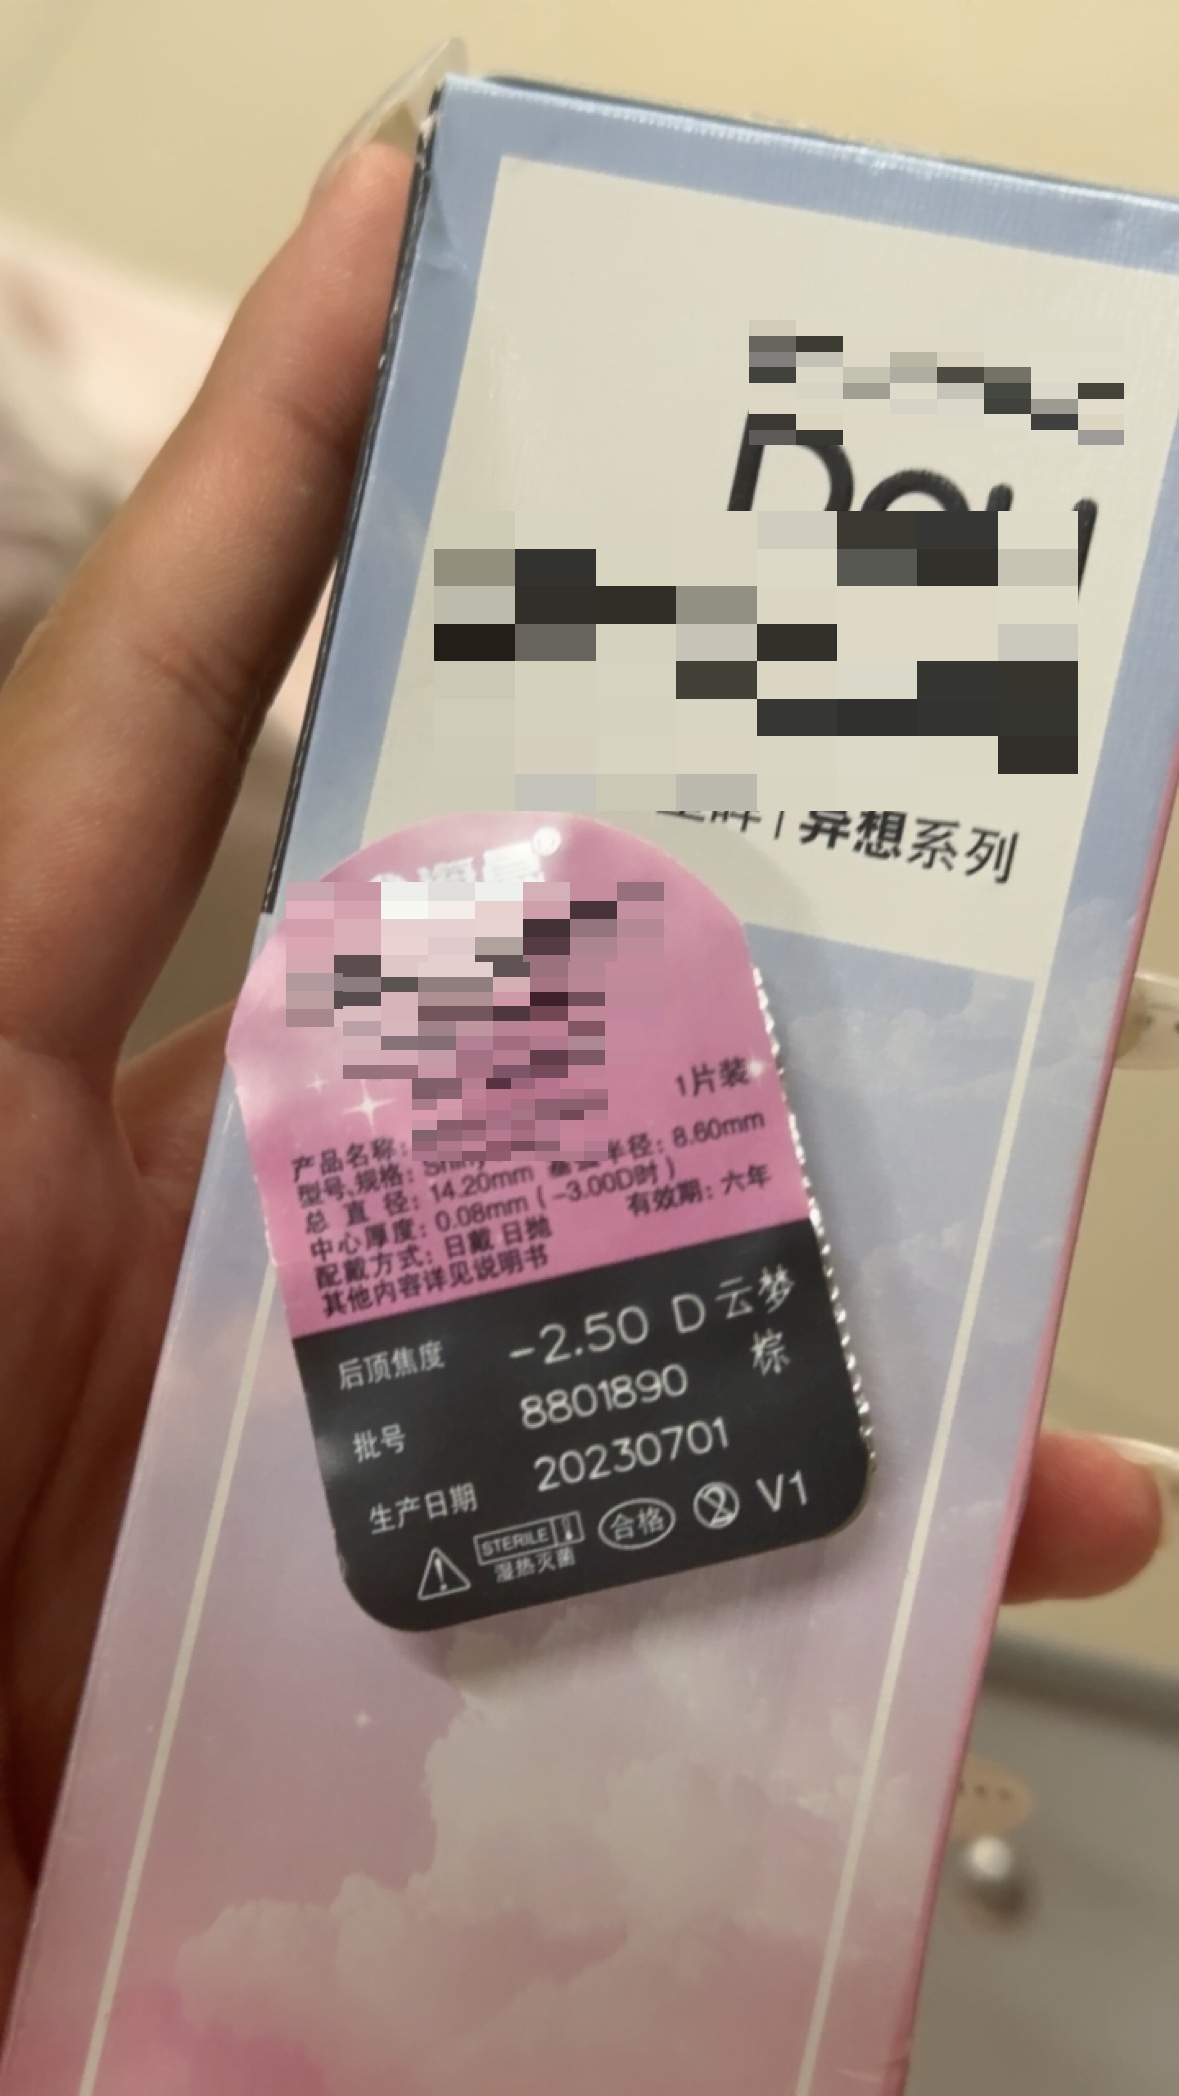 异想系列
®
1片装
产品名称:
型号、规格: Shiny
总 直 径: 14.20mm 基弧半径: 8.60mm
中心厚度: 0.08mm ( -3.00D时 )
配戴方式: 日戴 日抛 有效期: 六年
其他内容详见说明书
后顶焦度 -2.50 D 云梦棕
批号 8801890
生产日期 20230701
STERILE 合格 2 V1
湿热灭菌